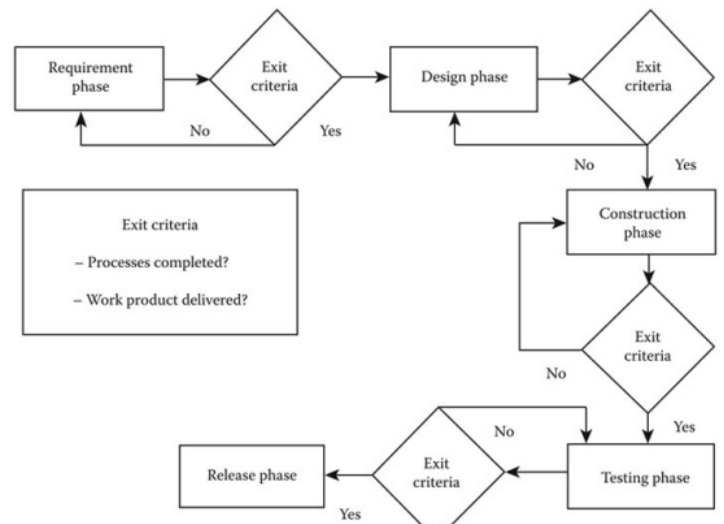 Requirement
phase
Exit
criteria
Design phase
Exit
criteria
No
Yes
No
Yes
Exit criteria
– Processes completed?
– Work product delivered?
Construction
phase
Exit
criteria
No
Yes
No
Release phase
Exit
criteria
Testing phase
Yes